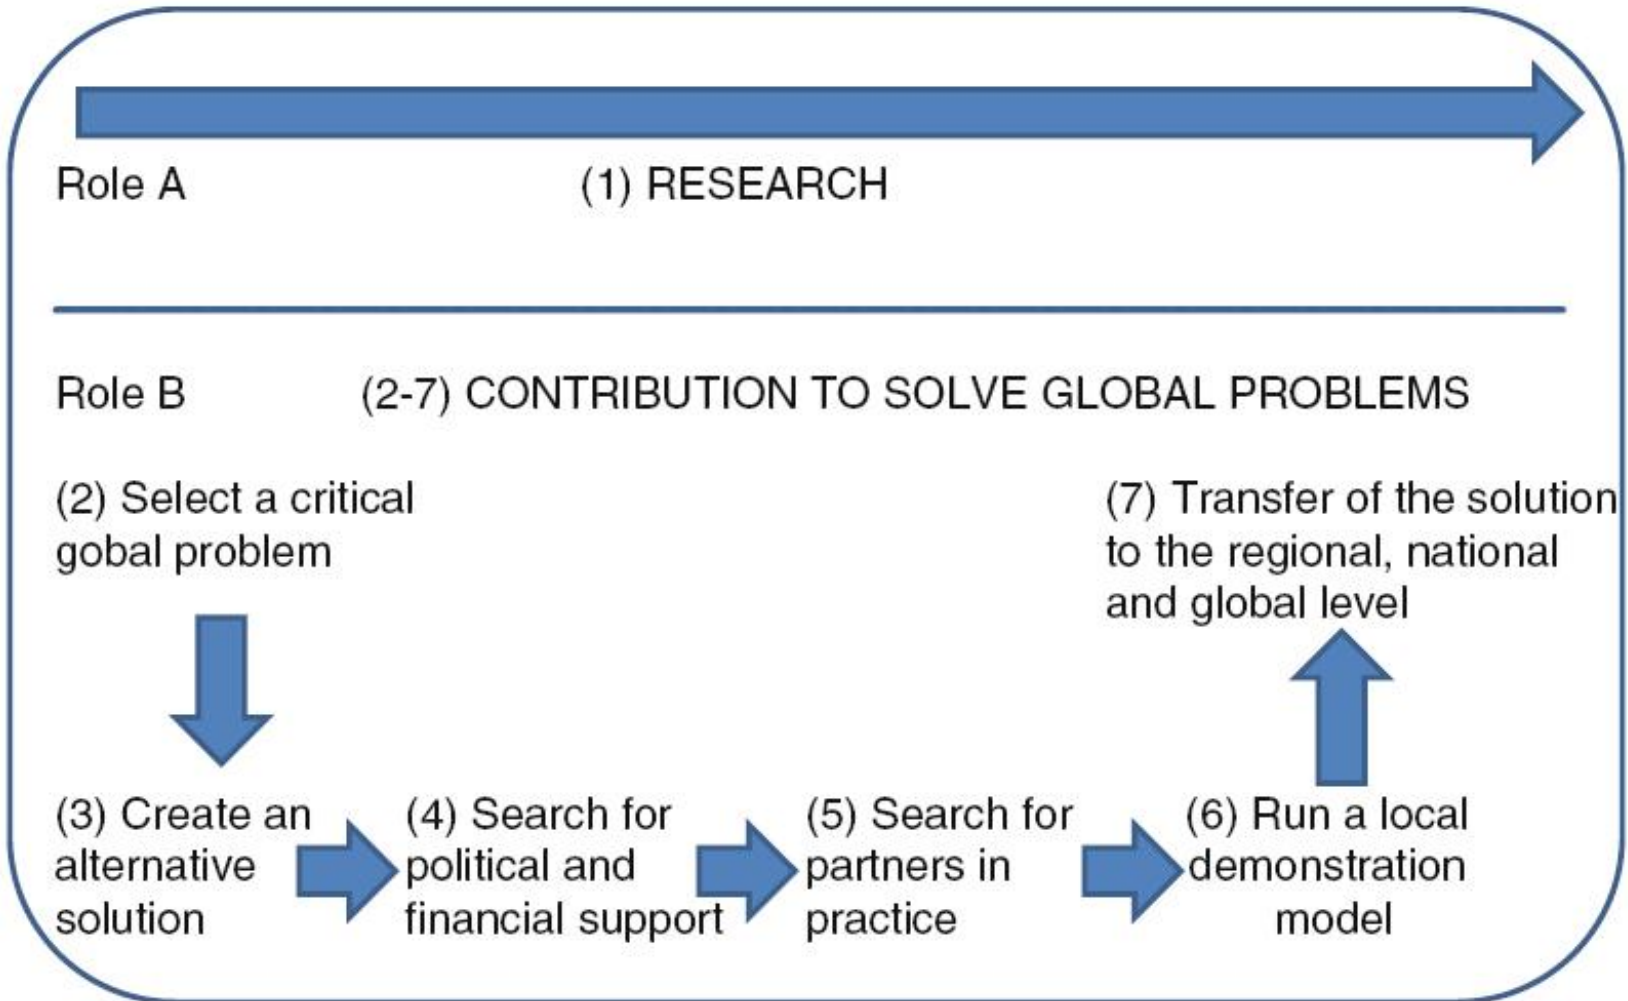 Role A (1) RESEARCH
Role B (2-7) CONTRIBUTION TO SOLVE GLOBAL PROBLEMS
(2) Select a critical
gobal problem
(7) Transfer of the solution
to the regional, national
and global level
(3) Create an
alternative
solution
(4) Search for
political and
financial support
(5) Search for
partners in
practice
(6) Run a local
demonstration
model